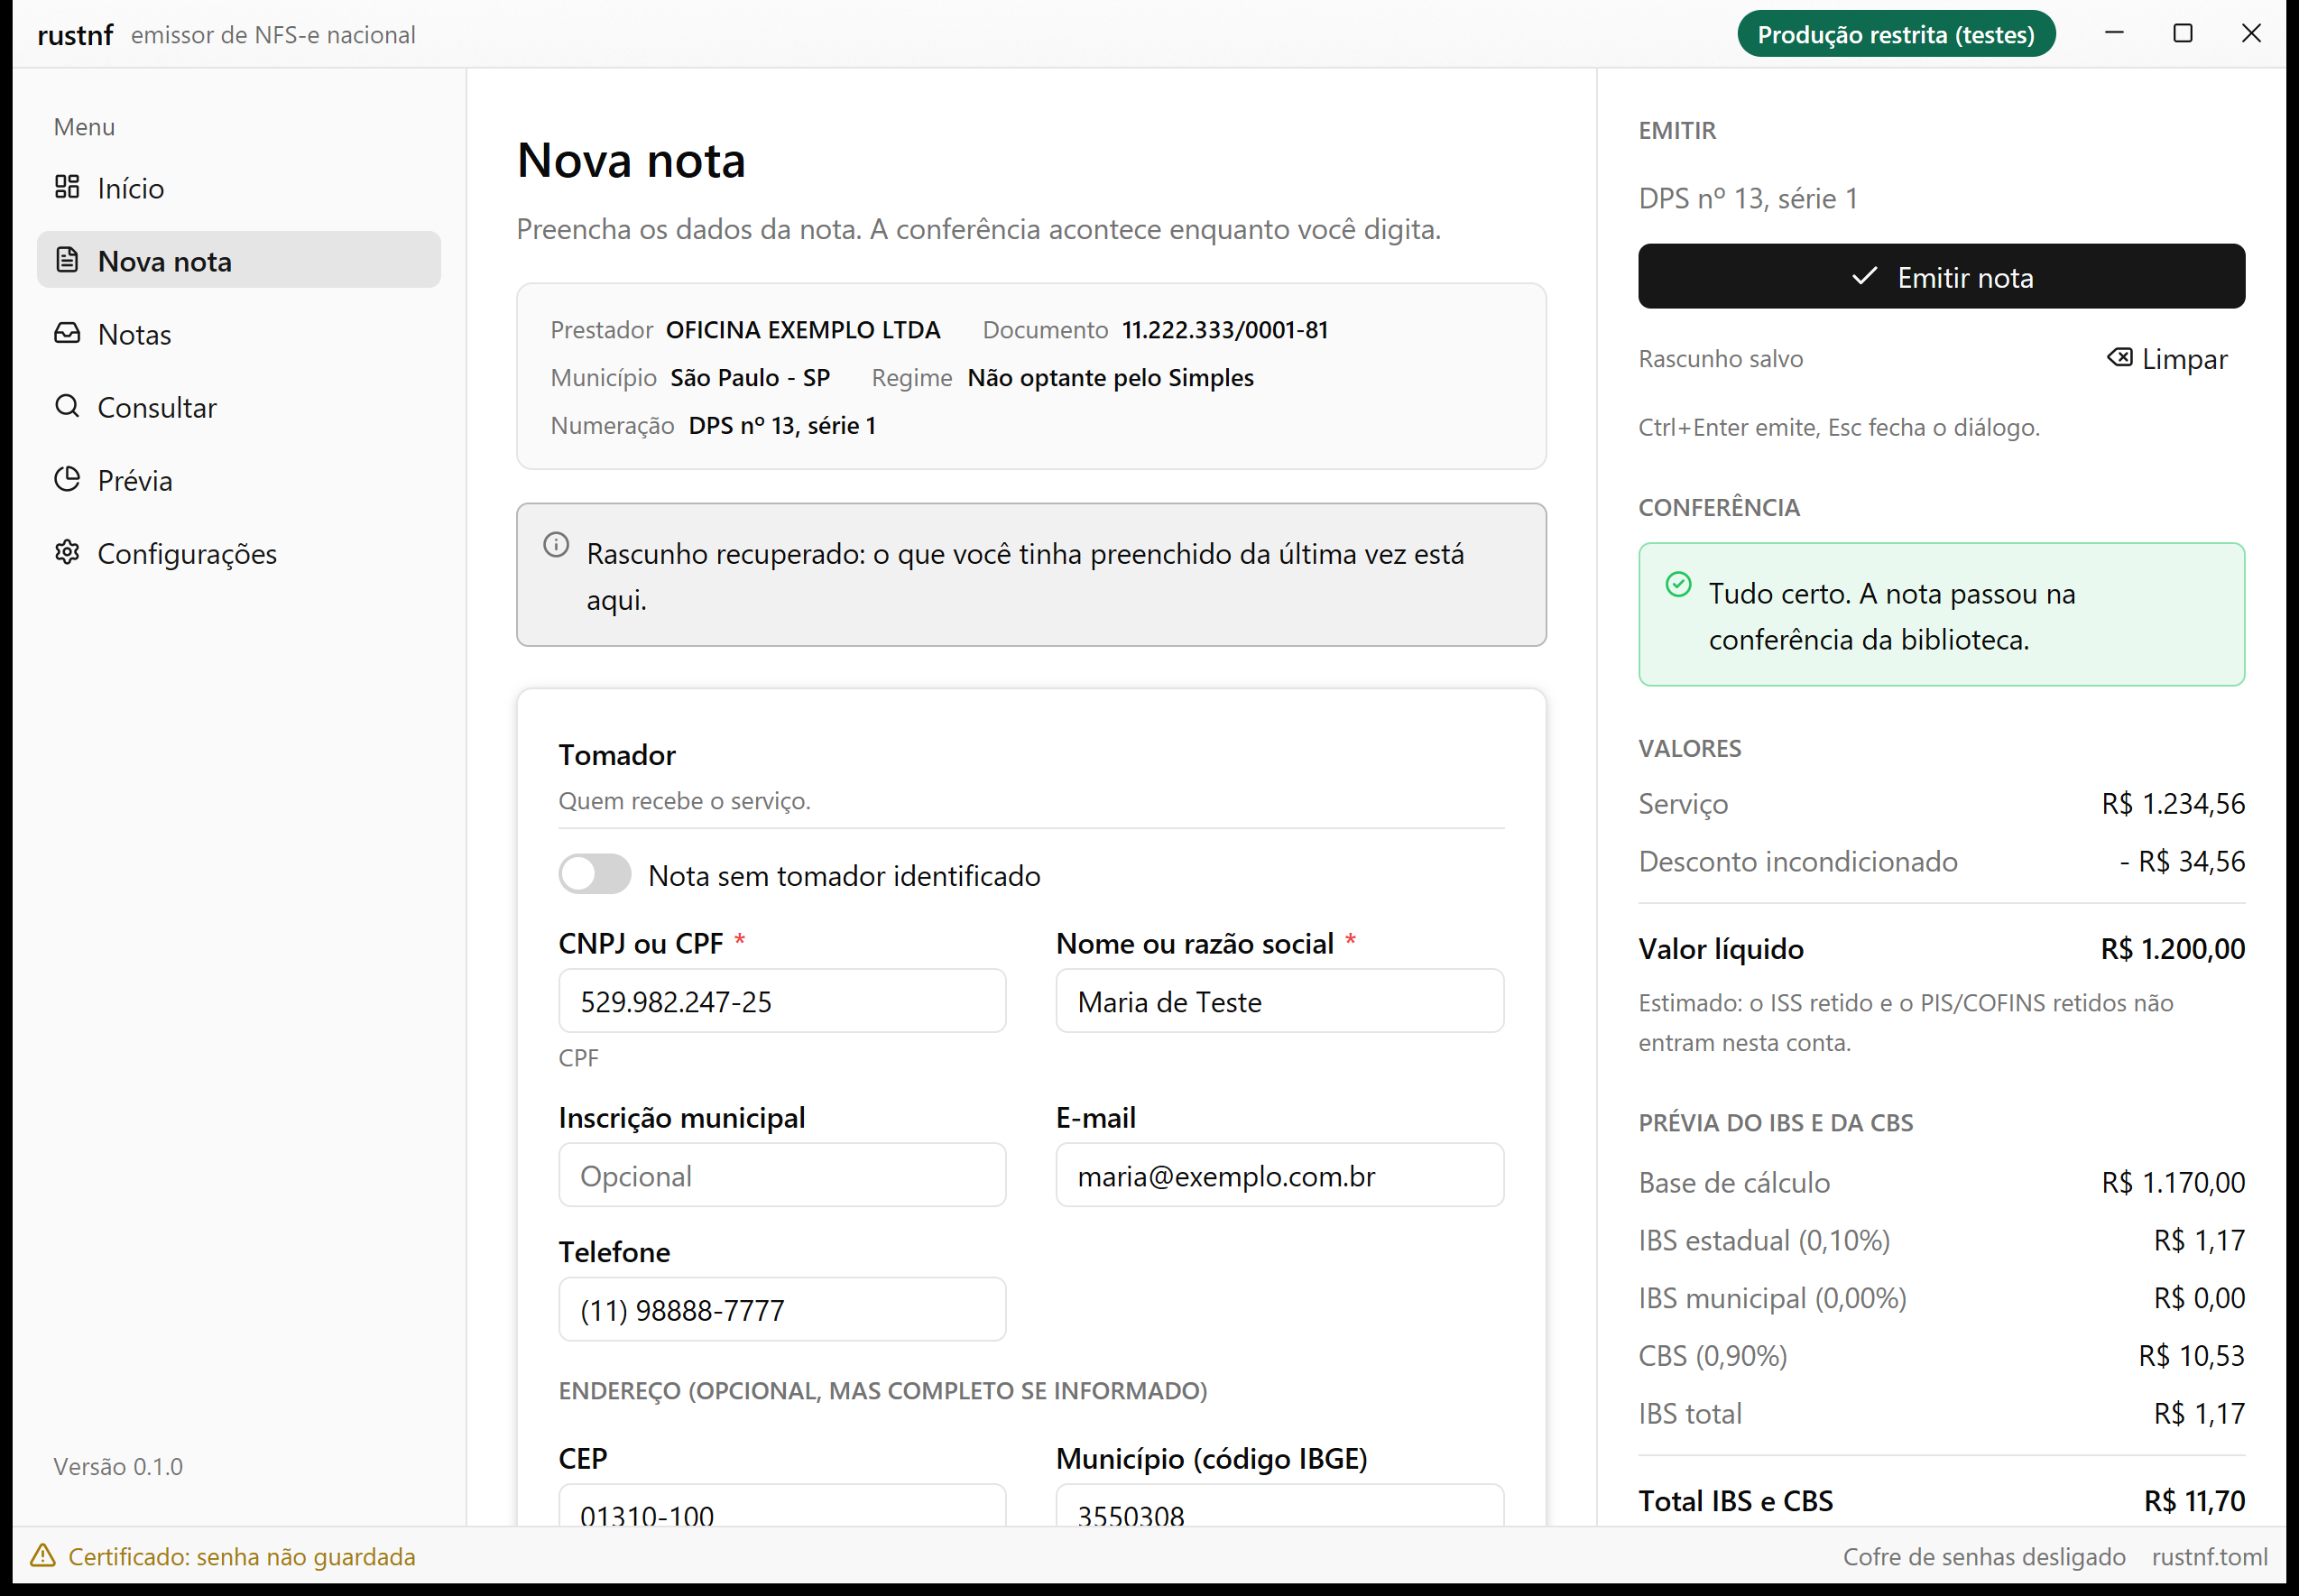 rustnf emissor de NFS-e nacional
Produção restrita (testes)
Menu
Início
Nova nota
Notas
Consultar
Prévia
Configurações
Versão 0.1.0
Nova nota
Preencha os dados da nota. A conferência acontece enquanto você digita.
Prestador OFICINA EXEMPLO LTDA Documento 11.222.333/0001-81
Município São Paulo - SP Regime Não optante pelo Simples
Numeração DPS nº 13, série 1
Rascunho recuperado: o que você tinha preenchido da última vez está
aqui.
Tomador
Quem recebe o serviço.
Nota sem tomador identificado
CNPJ ou CPF * Nome ou razão social *
529.982.247-25 Maria de Teste
CPF
Inscrição municipal E-mail
Opcional maria@exemplo.com.br
Telefone
(11) 98888-7777
ENDEREÇO (OPCIONAL, MAS COMPLETO SE INFORMADO)
CEP Município (código IBGE)
01310-100 3550308
EMITIR
DPS nº 13, série 1
Emitir nota
Rascunho salvo Limpar
Ctrl+Enter emite, Esc fecha o diálogo.
CONFERÊNCIA
Tudo certo. A nota passou na
conferência da biblioteca.
VALORES
Serviço R$ 1.234,56
Desconto incondicionado - R$ 34,56
Valor líquido R$ 1.200,00
Estimado: o ISS retido e o PIS/COFINS retidos não
entram nesta conta.
PRÉVIA DO IBS E DA CBS
Base de cálculo R$ 1.170,00
IBS estadual (0,10%) R$ 1,17
IBS municipal (0,00%) R$ 0,00
CBS (0,90%) R$ 10,53
IBS total R$ 1,17
Total IBS e CBS R$ 11,70
Certificado: senha não guardada
Cofre de senhas desligado rustnf.toml